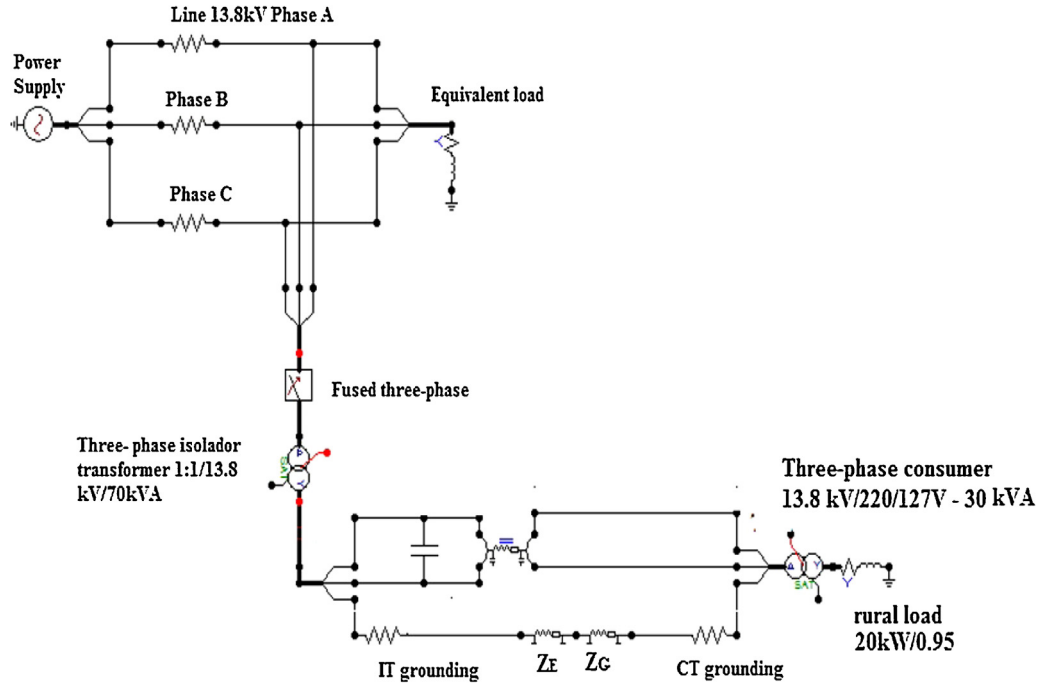 Line 13.8kV Phase A
Power
Supply
Phase B
Equivalent load
Phase C
Fused three-phase
Three- phase isolador
transformer 1:1/13.8
kV/70kVA
SAT
Y
Three-phase consumer
13.8 kV/220/127V - 30 kVA
Y
SAT
Y
rural load
20kW/0.95
IT grounding
ZE
ZG
CT grounding